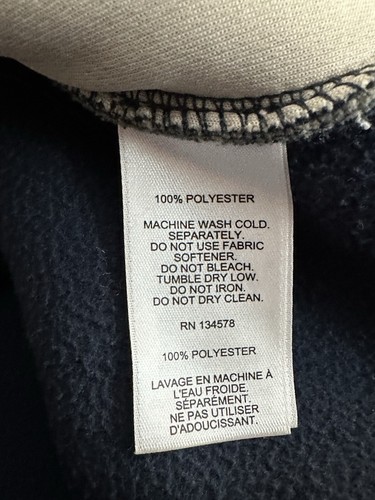 100% POLYESTER
MACHINE WASH COLD.
SEPARATELY.
DO NOT USE FABRIC
SOFTENER.
DO NOT BLEACH.
TUMBLE DRY LOW.
DO NOT IRON.
DO NOT DRY CLEAN.
RN 134578
100% POLYESTER
LAVAGE EN MACHINE À
L'EAU FROIDE.
SÉPARÉMENT.
NE PAS UTILISER
D'ADOUCISSANT.